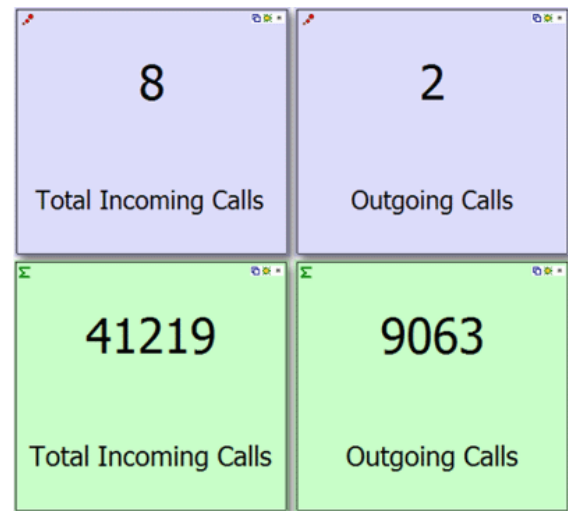 8
2
Total Incoming Calls
Outgoing Calls
Σ
Σ
41219
9063
Total Incoming Calls
Outgoing Calls